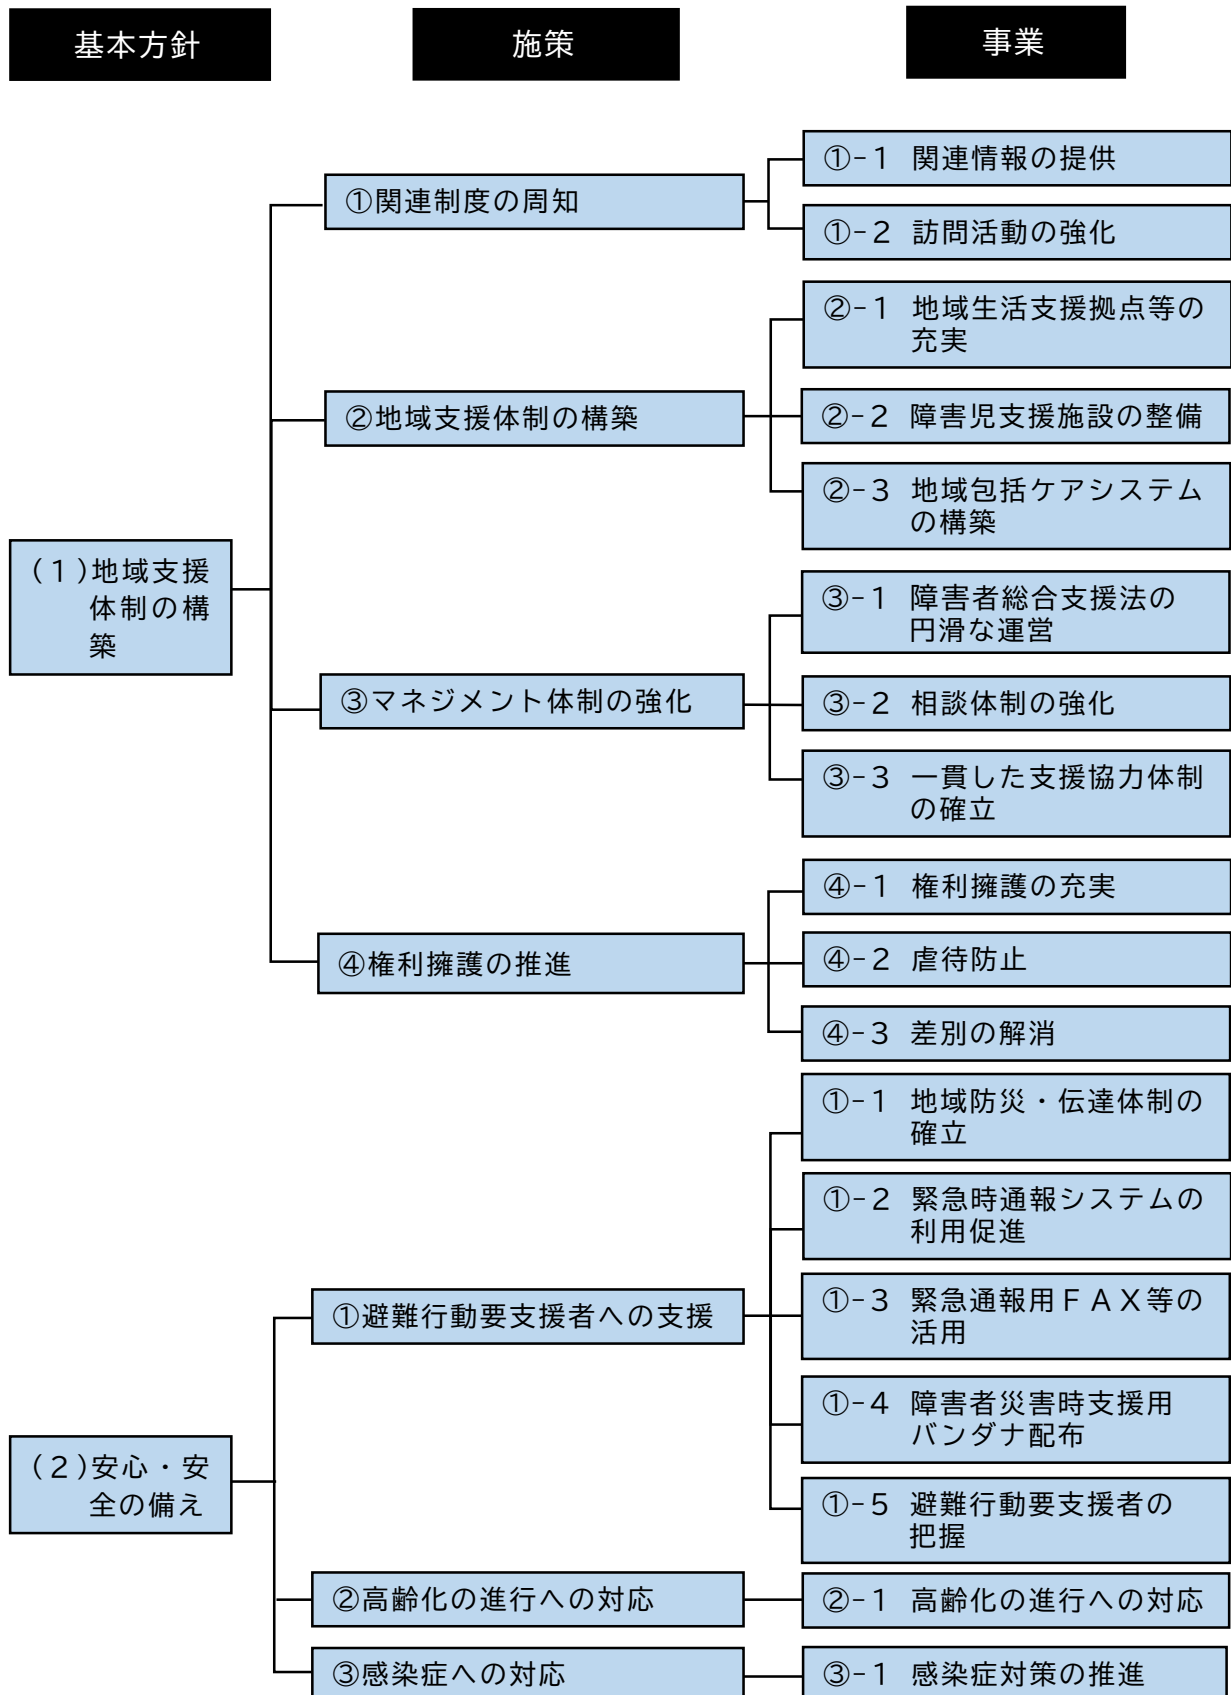 基本方針
施策
事業
(１)地域支援
体制の構
築
①関連制度の周知
①-１ 関連情報の提供
①-２ 訪問活動の強化
②地域支援体制の構築
②-１ 地域生活支援拠点等の
充実
②-２ 障害児支援施設の整備
②-３ 地域包括ケアシステム
の構築
③マネジメント体制の強化
③-１ 障害者総合支援法の
円滑な運営
③-２ 相談体制の強化
③-３ 一貫した支援協力体制
の確立
④権利擁護の推進
④-１ 権利擁護の充実
④-２ 虐待防止
④-３ 差別の解消
(２)安心・安
全の備え
①避難行動要支援者への支援
①-１ 地域防災・伝達体制の
確立
①-２ 緊急時通報システムの
利用促進
①-３ 緊急通報用ＦＡＸ等の
活用
①-４ 障害者災害時支援用
バンダナ配布
①-５ 避難行動要支援者の
把握
②高齢化の進行への対応
②-１ 高齢化の進行への対応
③感染症への対応
③-１ 感染症対策の推進